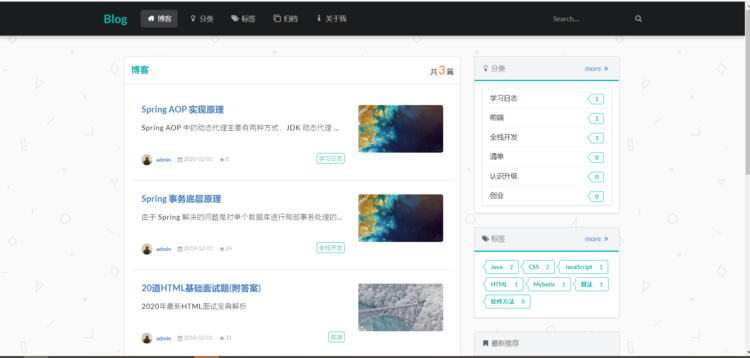 Blog 博客 分类 标签 归档 关于我 Search...
博客 共 3 篇
Spring AOP 实现原理
Spring AOP 中的动态代理主要有两种方式, JDK 动态代理 ...
admin 2020-02-01 8 学习日志
Spring 事务底层原理
由于 Spring 解决的问题是对单个数据库进行局部事务处理的...
admin 2019-12-01 24 全栈开发
20道HTML基础面试题(附答案)
2020年最新HTML面试宝典解析
admin 2018-02-01 31 前端
分类 more »
学习日志 1
前端 1
全栈开发 1
清单 0
认识升级 0
创业 0
标签 more »
Java 2 CSS 2 JavaScript 1
HTML 1 Mybatis 1 算法 1
软件方法 0
最新推荐